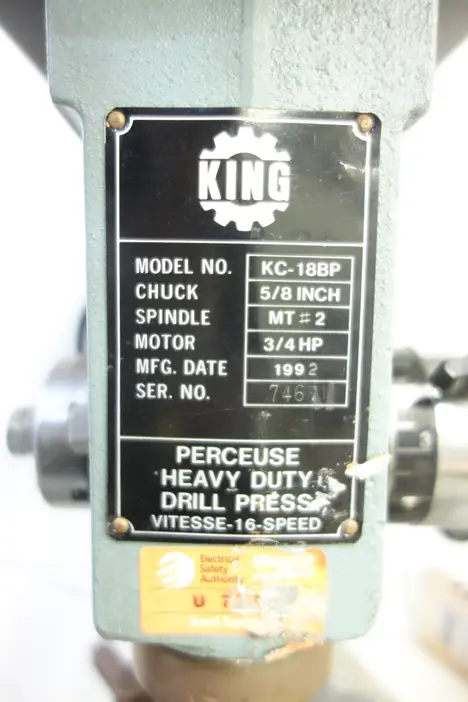 KING
MODEL NO. KC-18BP
CHUCK 5/8 INCH
SPINDLE MT#2
MOTOR 3/4 HP
MFG. DATE 1992
SER. NO.
PERCEUSE
HEAVY DUTY
DRILL PRESS
VITESSE-16-SPEED
Electrical
Safety
Authority
U